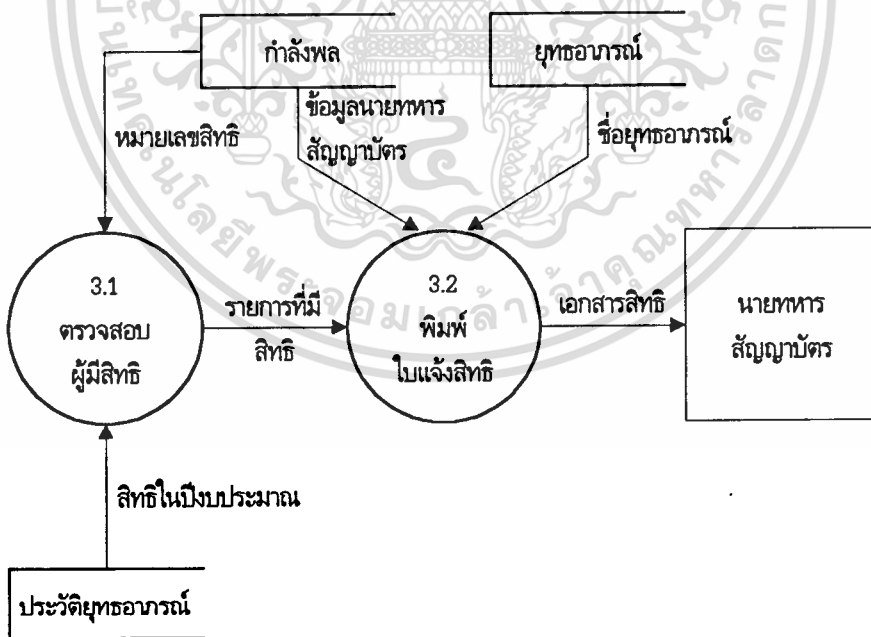 กำลังพล
ยุทธอาภรณ์
หมายเลขสิทธิ
ข้อมูลนายทหาร
สัญญาบัตร
ชื่อยุทธอาภรณ์
3.1
ตรวจสอบ
ผู้มีสิทธิ
รายการที่มี
สิทธิ
3.2
พิมพ์
ใบแจ้งสิทธิ
เอกสารสิทธิ
นายทหาร
สัญญาบัตร
สิทธิในปีงบประมาณ
ประวัติยุทธอาภรณ์